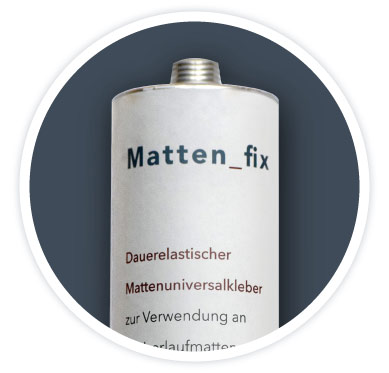 Matten_fix
Dauerelastischer
Mattenuniversalkleber
zur Verwendung an